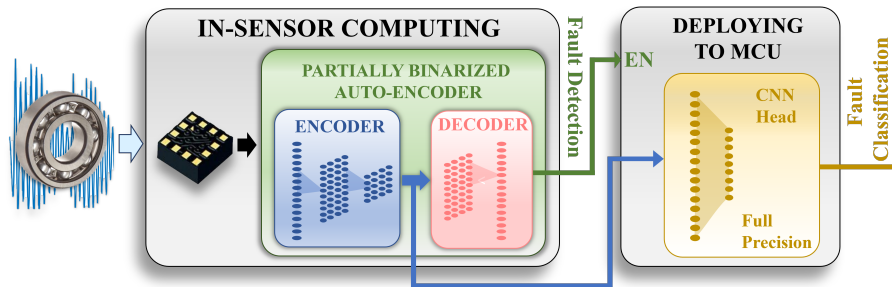 IN-SENSOR COMPUTING
PARTIALLY BINARIZED
AUTO-ENCODER
ENCODER
DECODER
Fault Detection
EN
DEPLOYING
TO MCU
CNN
Head
Full
Precision
Fault
Classification